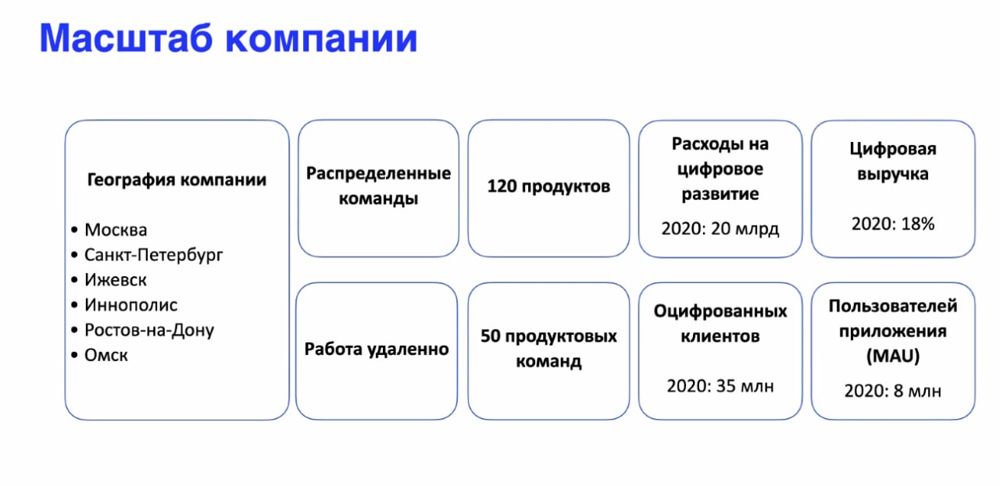 Масштаб компании
География компании
• Москва
• Санкт-Петербург
• Ижевск
• Иннополис
• Ростов-на-Дону
• Омск
Распределенные
команды
120 продуктов
Расходы на
цифровое
развитие
2020: 20 млрд
Цифровая
выручка
2020: 18%
Работа удаленно
50 продуктовых
команд
Оцифрованных
клиентов
2020: 35 млн
Пользователей
приложения
(MAU)
2020: 8 млн